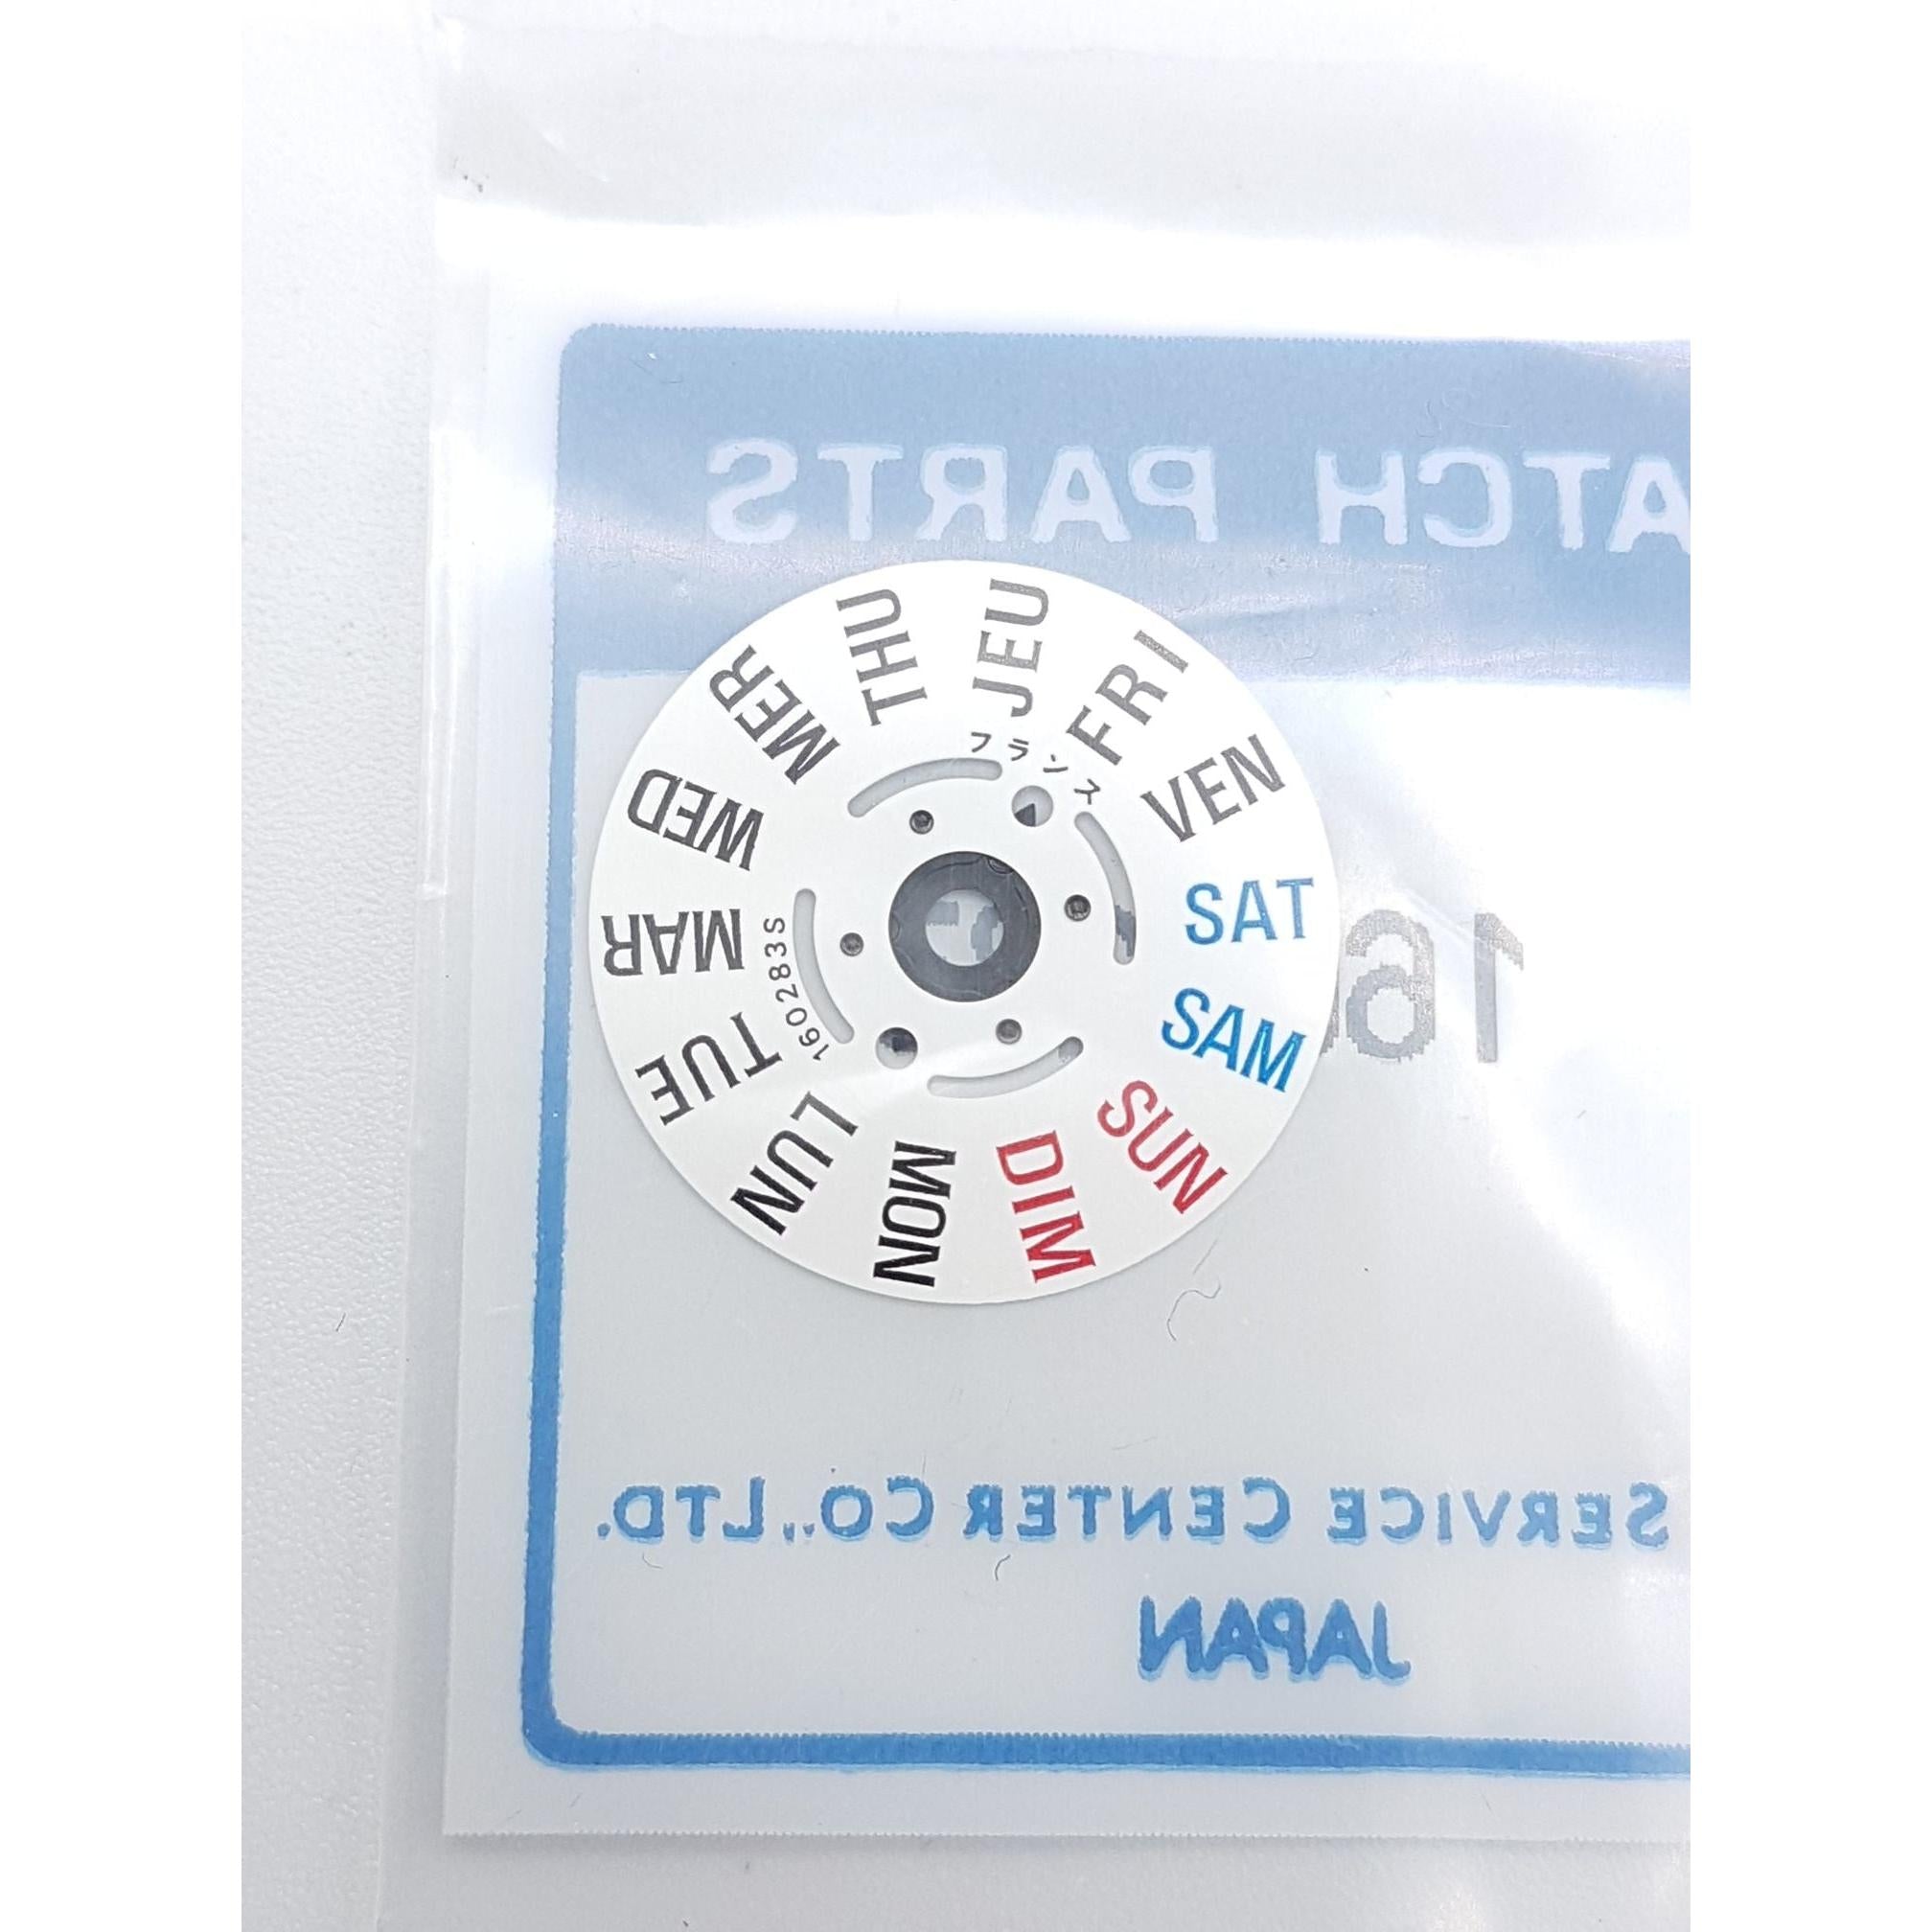 WATCH PARTS
THU
JEU
FRI
VEN
SAT
SAM
SUN
DIM
MON
LUN
TUE
MAR
WED
MER
フランス
160283S
SERVICE CENTER CO., LTD.
JAPAN